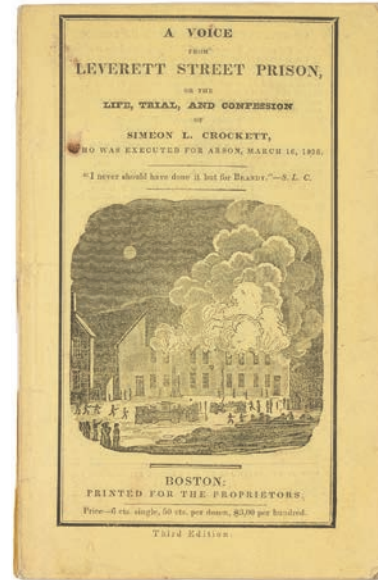 A VOICE
FROM
LEVERETT STREET PRISON,
OR THE
LIFE, TRIAL, AND CONFESSION
OF
SIMEON L. CROCKETT,
WHO WAS EXECUTED FOR ARSON, MARCH 16, 1836.
"I never should have done it but for BRANDY."—S. L. C.
BOSTON:
PRINTED FOR THE PROPRIETORS.
Price—6 cts. single, 50 cts. per dozen, $3,00 per hundred.
Third Edition.